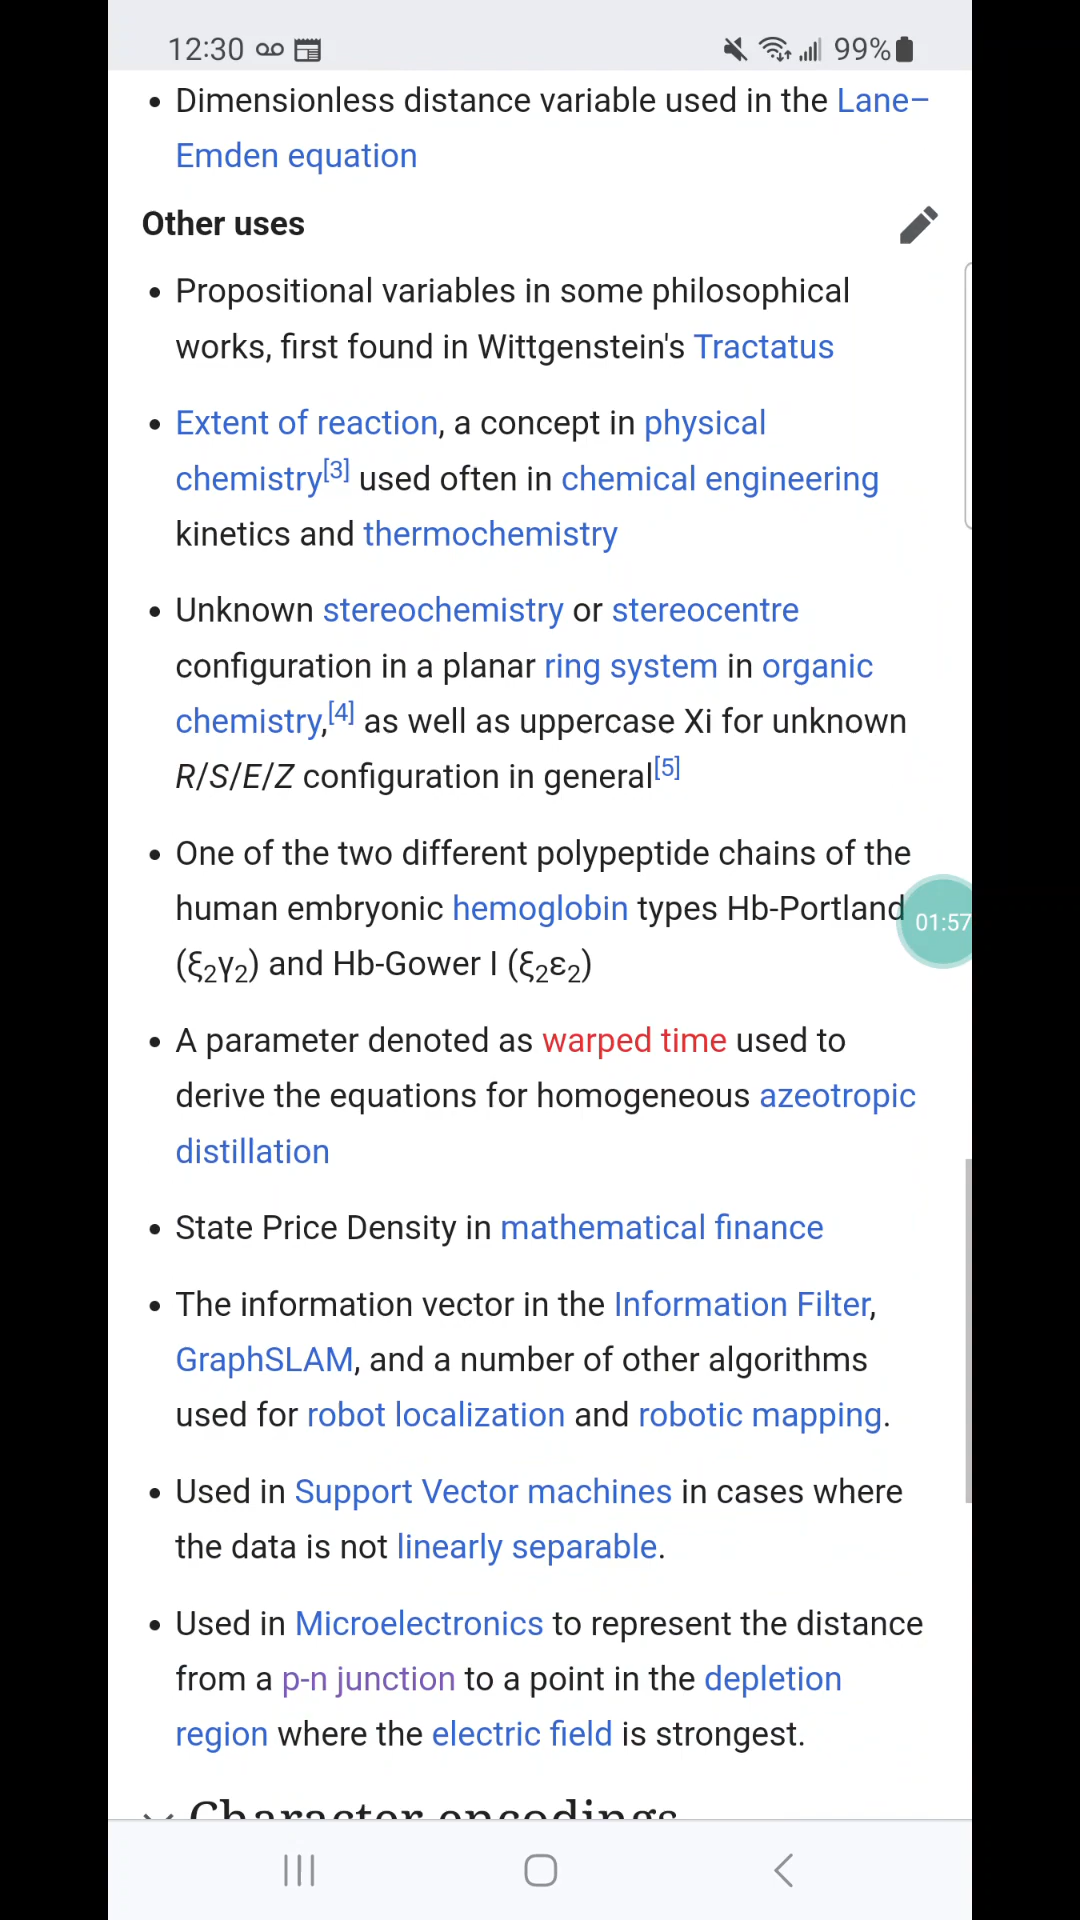 12:30
99%
• Dimensionless distance variable used in the Lane–
Emden equation
Other uses
• Propositional variables in some philosophical
works, first found in Wittgenstein's Tractatus
• Extent of reaction, a concept in physical
chemistry[3] used often in chemical engineering
kinetics and thermochemistry
• Unknown stereochemistry or stereocentre
configuration in a planar ring system in organic
chemistry,[4] as well as uppercase Xi for unknown
R/S/E/Z configuration in general[5]
• One of the two different polypeptide chains of the
human embryonic hemoglobin types Hb-Portland
01:57
(ξ₂γ₂) and Hb-Gower I (ξ₂ε₂)
• A parameter denoted as warped time used to
derive the equations for homogeneous azeotropic
distillation
• State Price Density in mathematical finance
• The information vector in the Information Filter,
GraphSLAM, and a number of other algorithms
used for robot localization and robotic mapping.
• Used in Support Vector machines in cases where
the data is not linearly separable.
• Used in Microelectronics to represent the distance
from a p-n junction to a point in the depletion
region where the electric field is strongest.
Character encodings